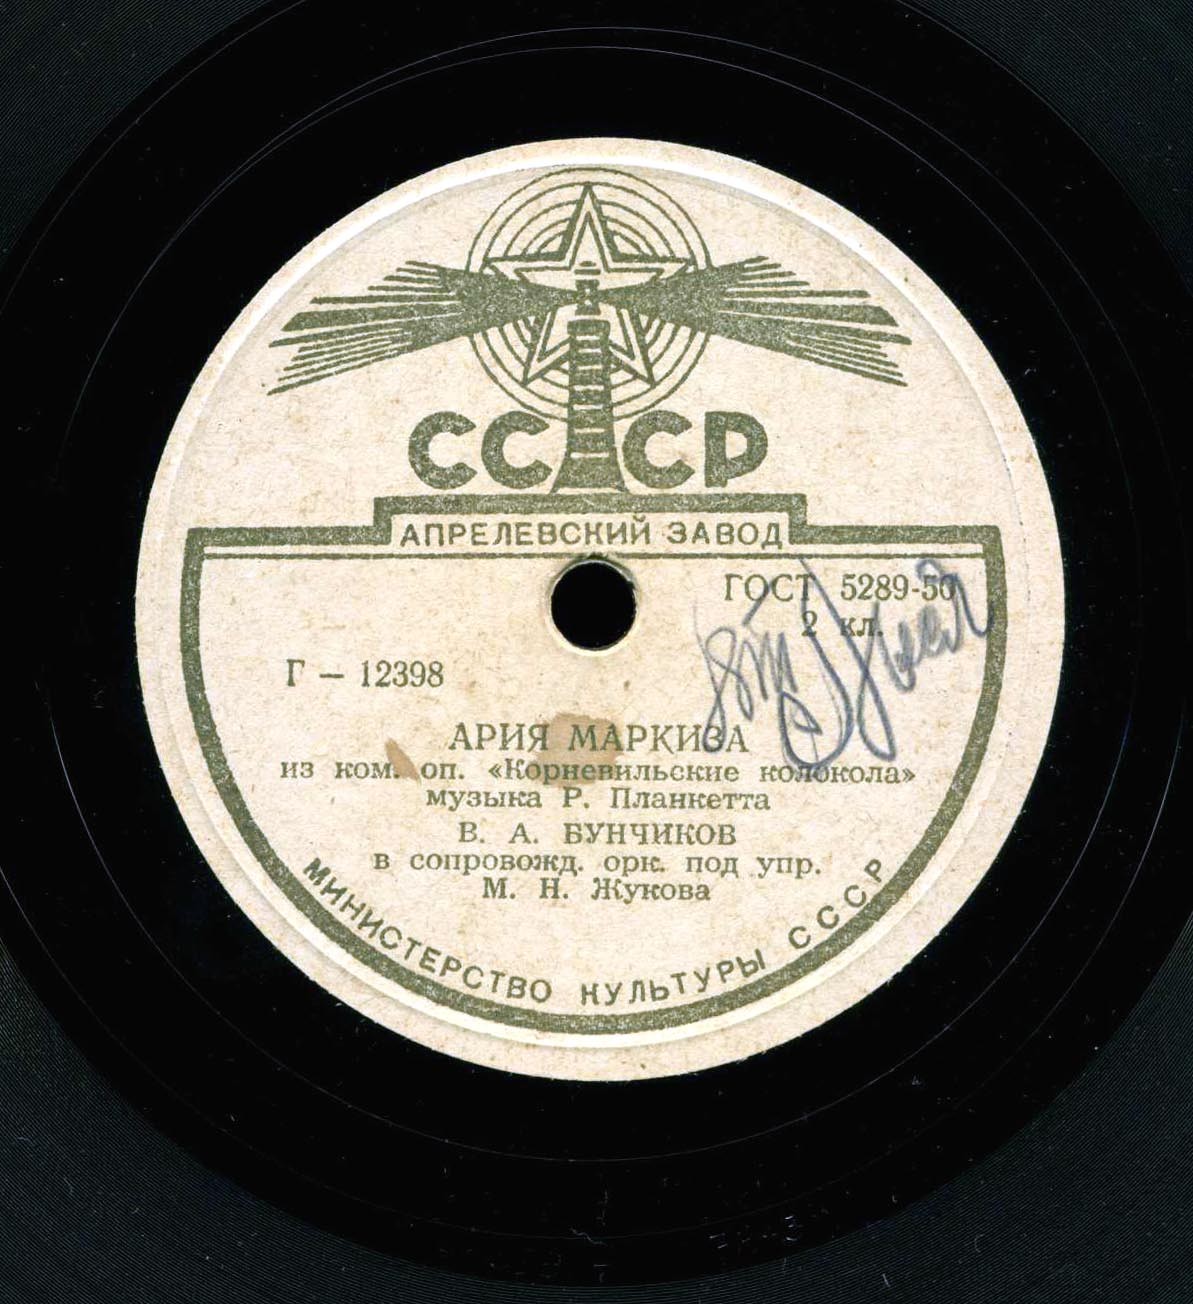 СССР
АПРЕЛЕВСКИЙ ЗАВОД
ГОСТ 5289-50
2 кл.
Г – 12398
АРИЯ МАРКИЗА
из ком. оп. «Корневильские колокола»
музыка Р. Планкетта
В. А. БУНЧИКОВ
в сопровожд. орк. под упр.
М. Н. Жукова
МИНИСТЕРСТВО КУЛЬТУРЫ СССР